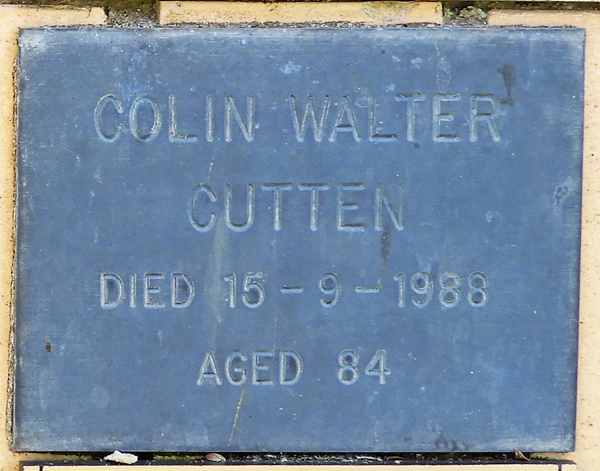 COLIN WALTER
CUTTEN
DIED 15-9-1988
AGED 84